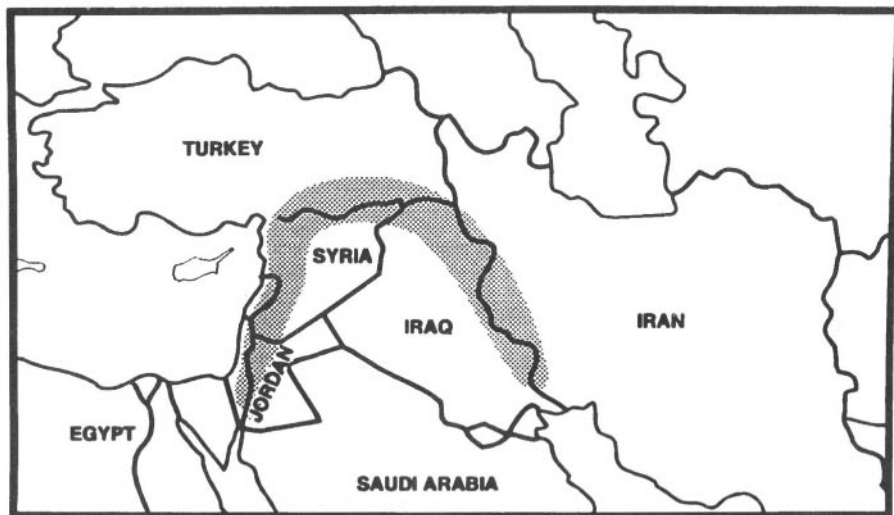 TURKEY
SYRIA
IRAQ
IRAN
JORDAN
EGYPT
SAUDI ARABIA